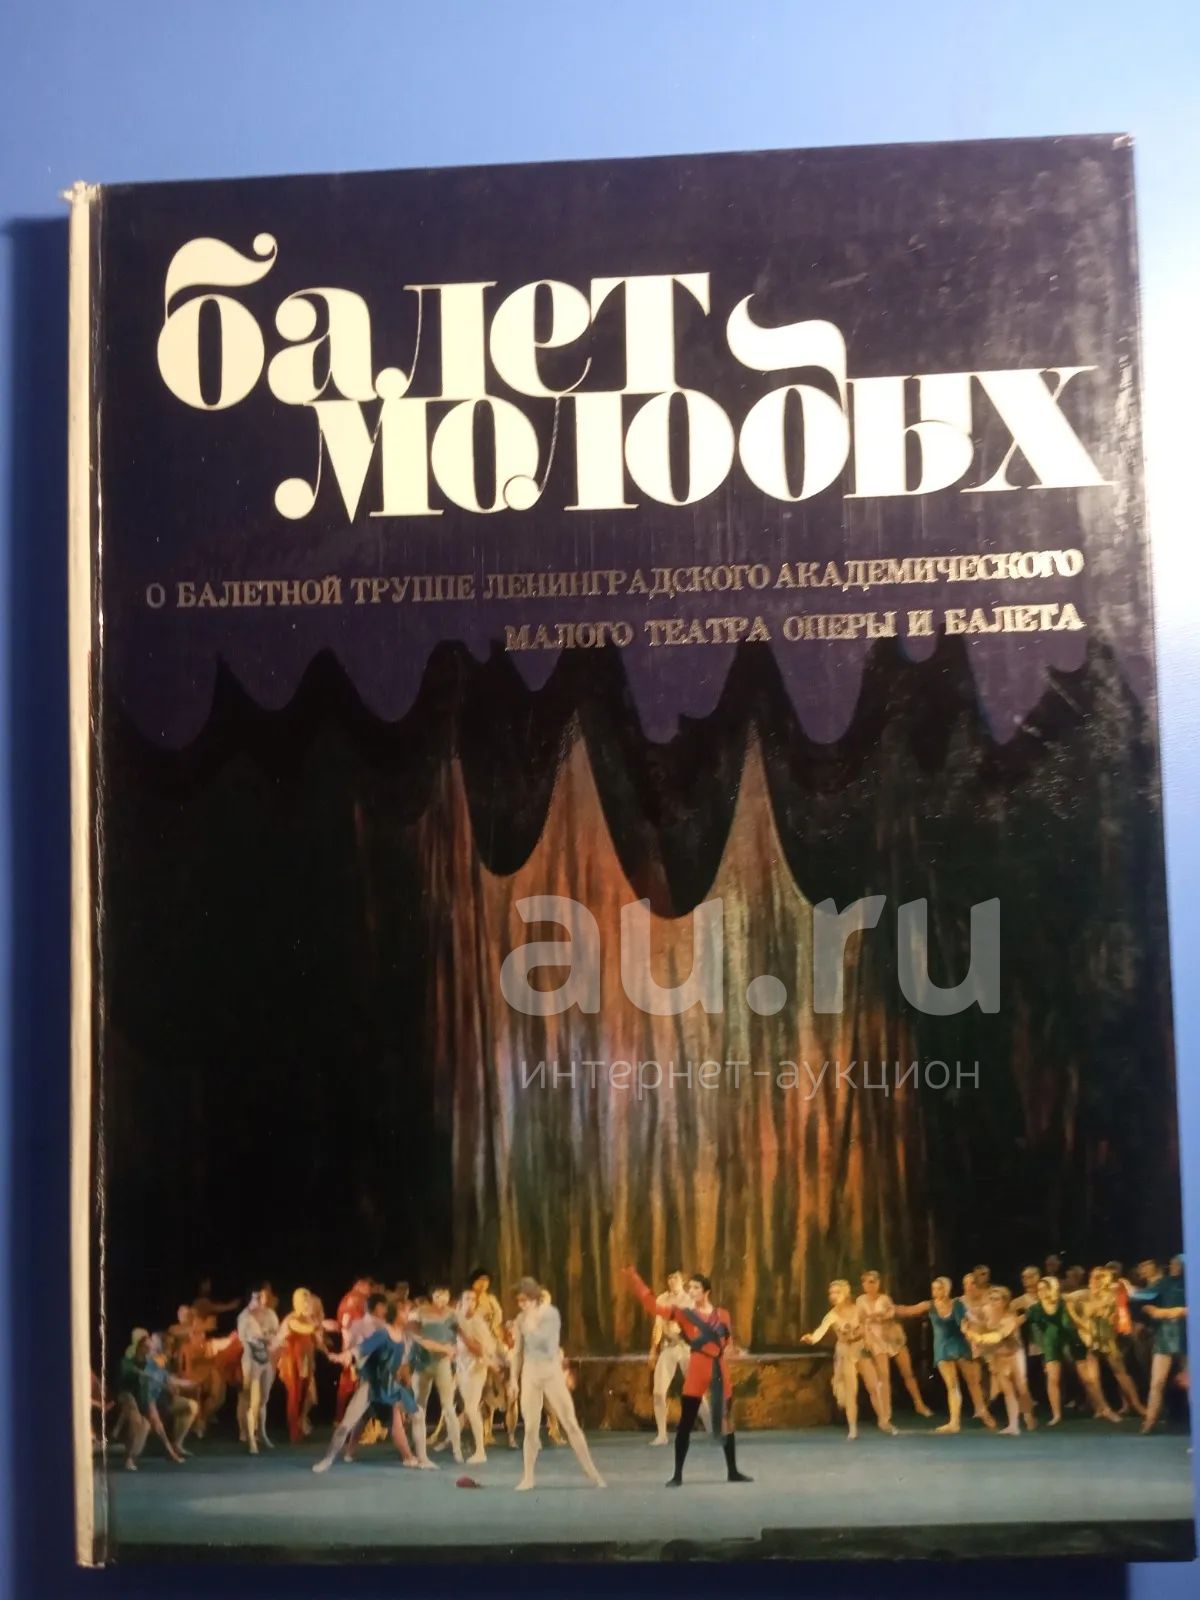 балет
молодых
О БАЛЕТНОЙ ТРУППЕ ЛЕНИНГРАДСКОГО АКАДЕМИЧЕСКОГО
МАЛОГО ТЕАТРА ОПЕРЫ И БАЛЕТА
au.ru
интернет-аукцион